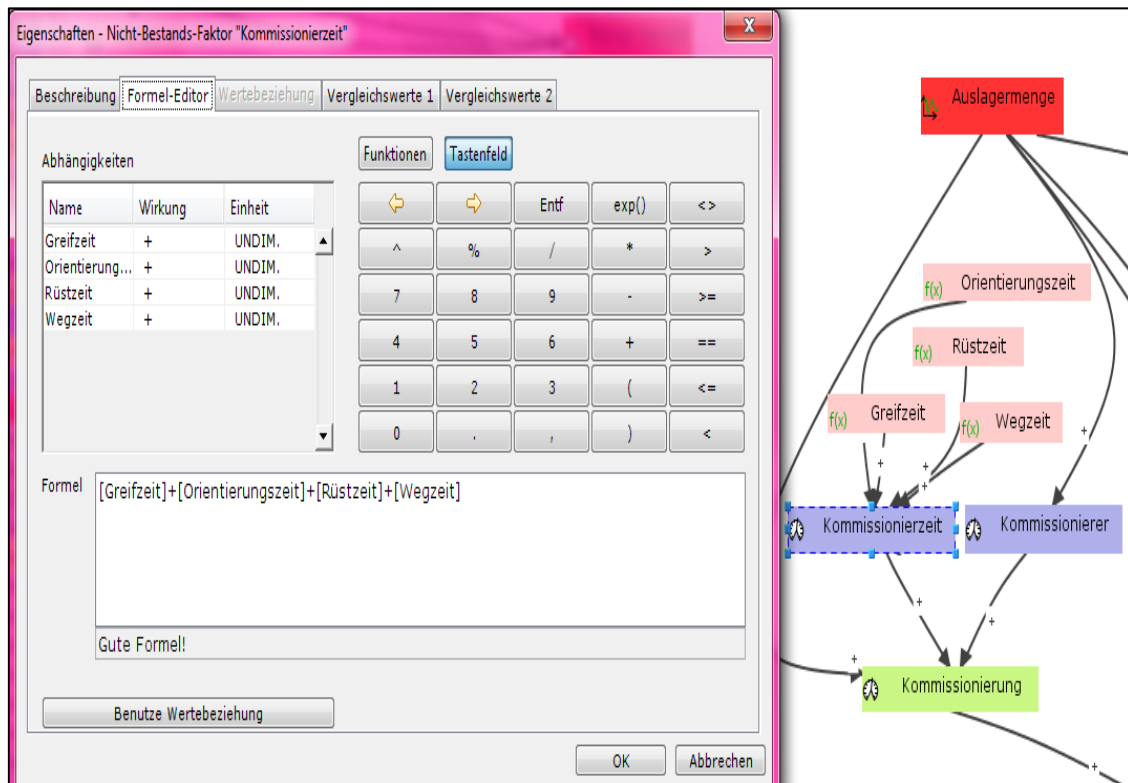 Eigenschaften - Nicht-Bestands-Faktor "Kommissionierzeit"
X
Beschreibung Formel-Editor Wertebeziehung Vergleichswerte 1 Vergleichswerte 2
Abhängigkeiten
Name Wirkung Einheit
Greifzeit + UNDIM.
Orientierung... + UNDIM.
Rüstzeit + UNDIM.
Wegzeit + UNDIM.
Funktionen Tastenfeld
Entf exp() <>
^ % / * >
7 8 9 - >=
4 5 6 + ==
1 2 3 ( <=
0 . , ) <
Formel
[Greifzeit]+[Orientierungszeit]+[Rüstzeit]+[Wegzeit]
Gute Formel!
Benutze Wertebeziehung
OK Abbrechen
Auslagermenge
f(x) Orientierungszeit
f(x) Rüstzeit
f(x) Greifzeit
f(x) Wegzeit
+
+
+
+
Kommissionierzeit
Kommissionierer
+
+
+
Kommissionierung
+